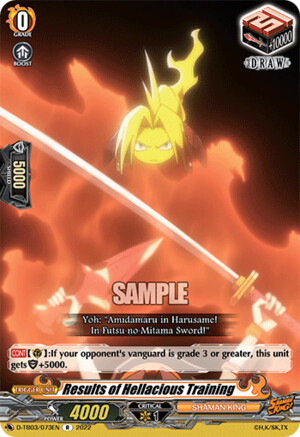 0
GRADE
BOOST
+10000
DRAW
5000
SHIELD
SAMPLE
Yoh: "Amidamaru in Harusame!
In Futsu no Mitama Sword!"
CONT【】:If your opponent's vanguard is grade 3 or greater, this unit
gets +5000.
TRIGGER UNIT
Results of Hellacious Training
POWER 4000
CRITICAL 1
SHAMAN KING
D-TB03/073EN R 2022
©H.K/SK,TX